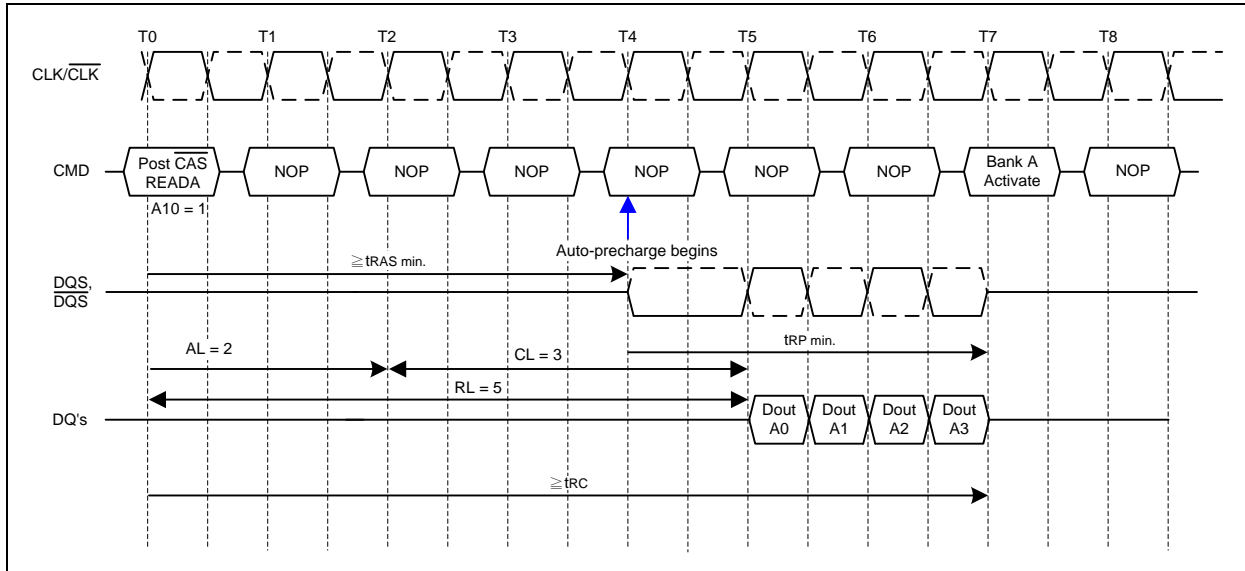 T0 T1 T2 T3 T4 T5 T6 T7 T8
CLK/CLK
CMD
Post CAS
READA
NOP NOP NOP NOP NOP NOP
Bank A
Activate
NOP
A10 = 1
Auto-precharge begins
≧tRAS min.
DQS,
DQS
tRP min.
AL = 2
CL = 3
RL = 5
DQ's
Dout
A0
Dout
A1
Dout
A2
Dout
A3
≧tRC